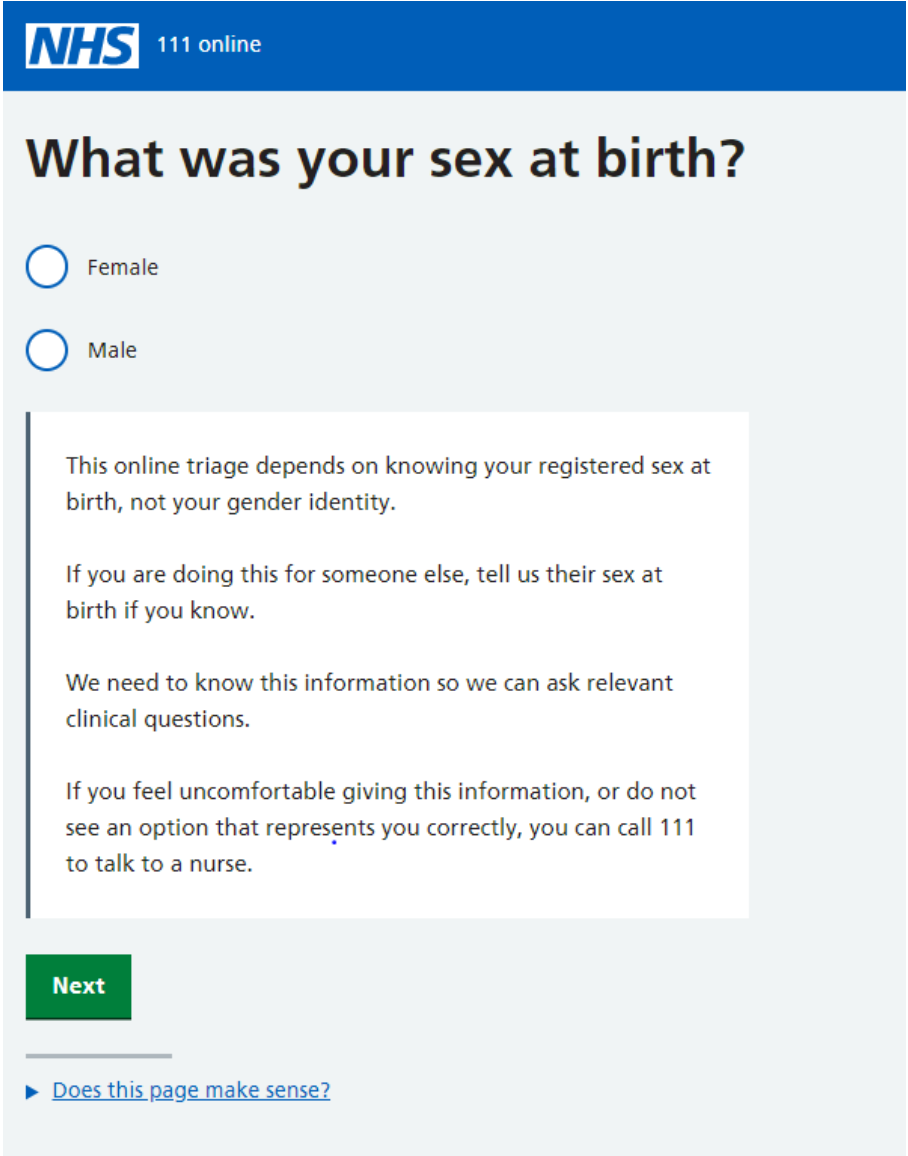 NHS 111 online
What was your sex at birth?
Female
Male
This online triage depends on knowing your registered sex at
birth, not your gender identity.
If you are doing this for someone else, tell us their sex at
birth if you know.
We need to know this information so we can ask relevant
clinical questions.
If you feel uncomfortable giving this information, or do not
see an option that represents you correctly, you can call 111
to talk to a nurse.
Next
Does this page make sense?